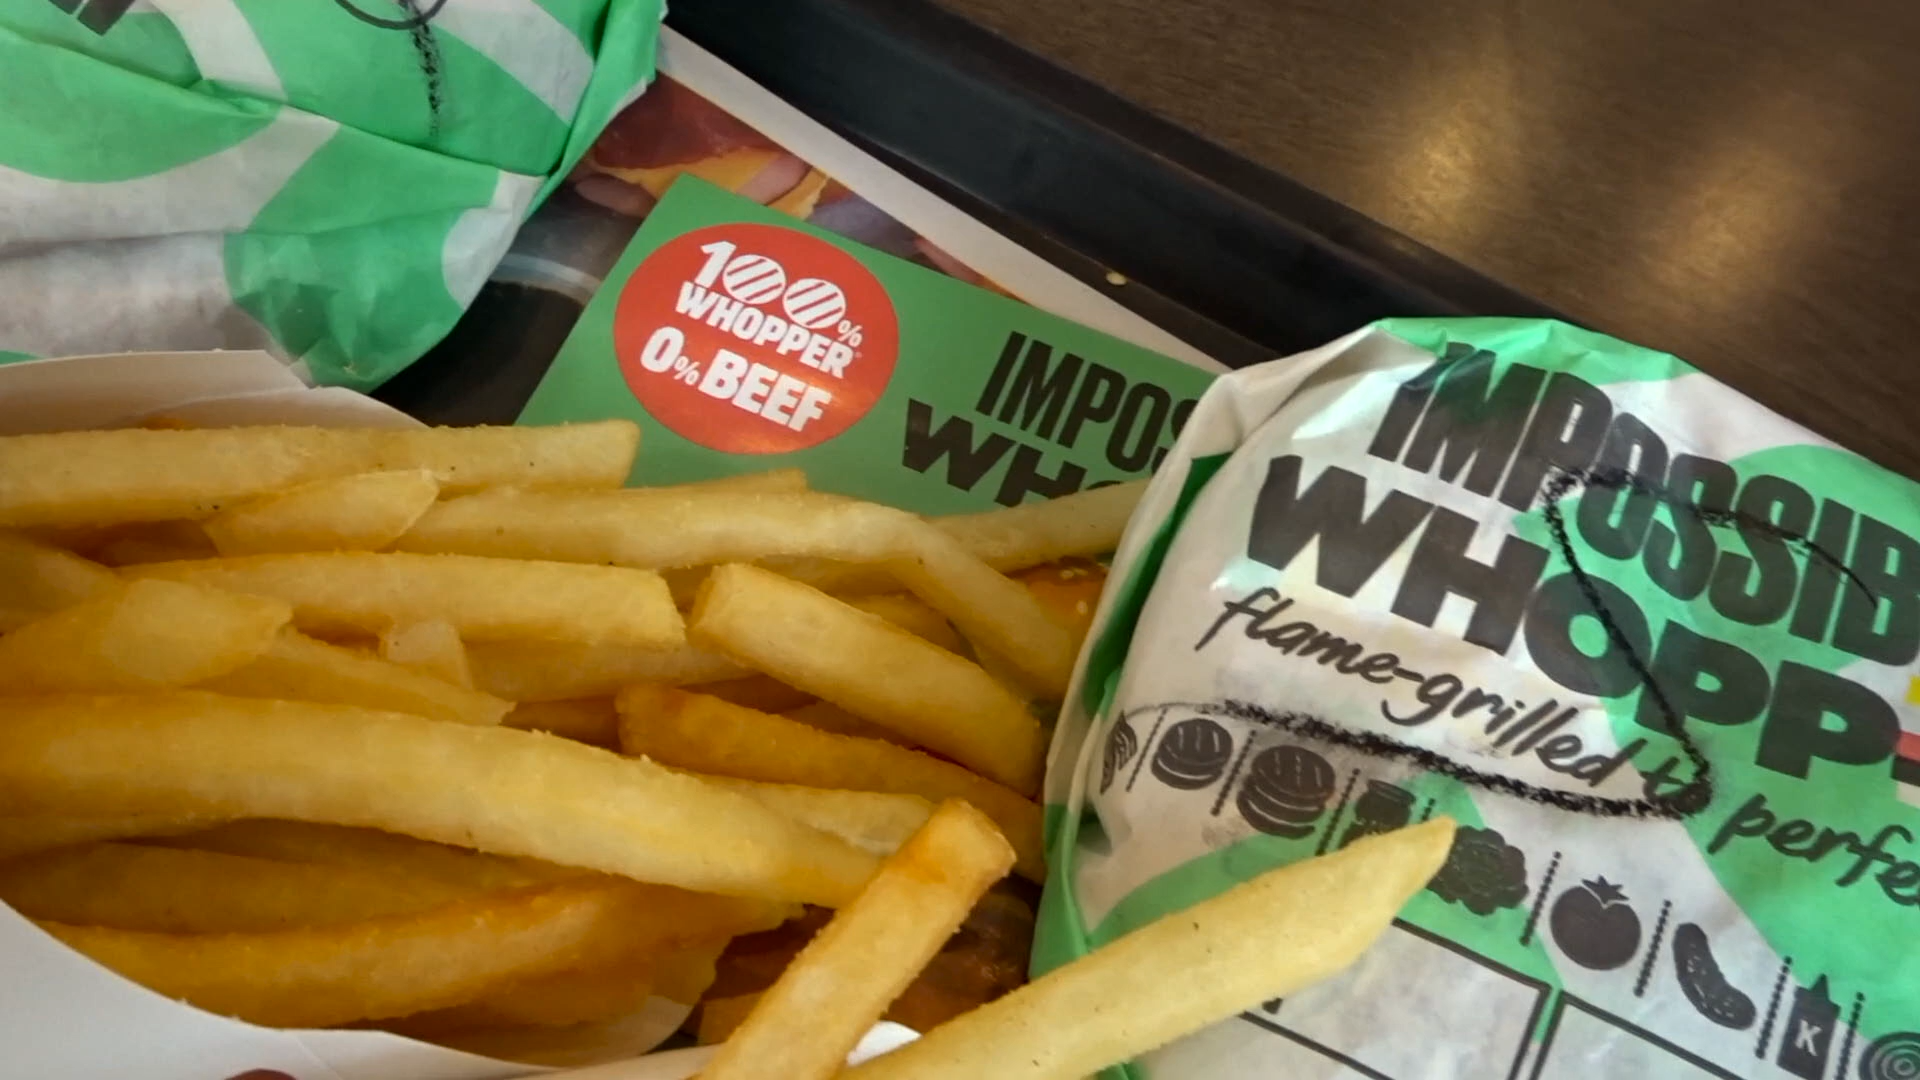 100%
WHOPPER
0% BEEF
IMPOS
WH
IMPOSSIB
WHOPP
flame-grilled to perfe
K